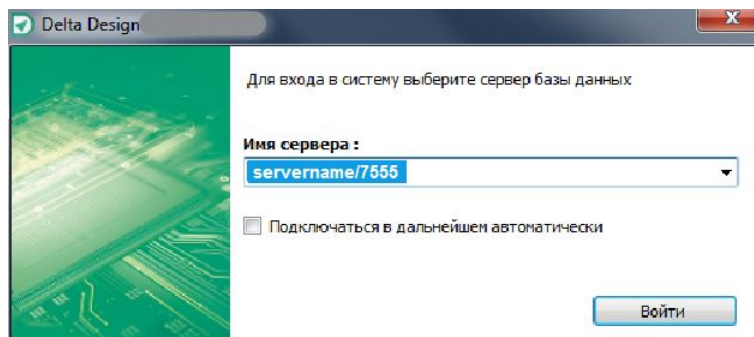 Delta Design
Для входа в систему выберите сервер базы данных
Имя сервера :
servername/7555
Подключаться в дальнейшем автоматически
Войти